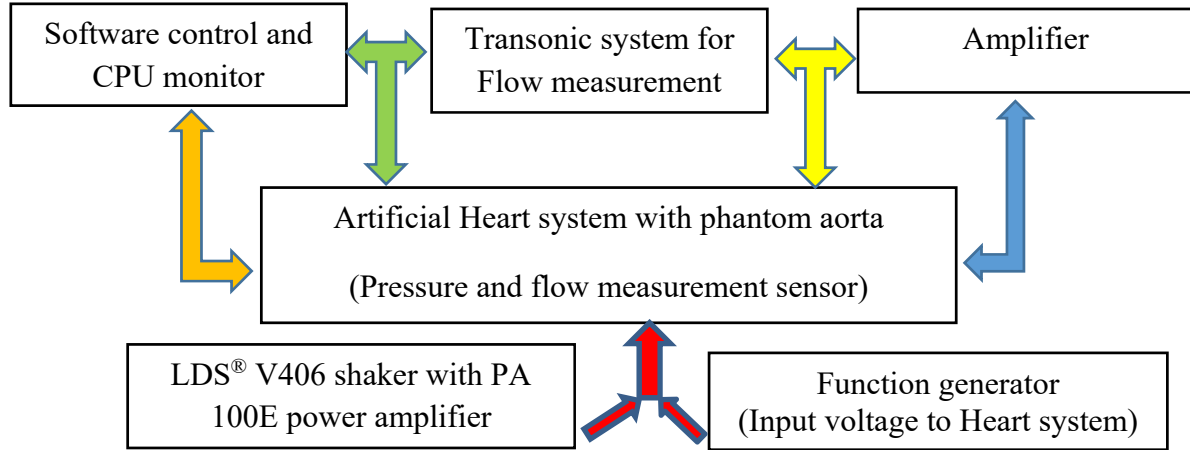 Software control and
CPU monitor
Transonic system for
Flow measurement
Amplifier
Artificial Heart system with phantom aorta
(Pressure and flow measurement sensor)
LDS® V406 shaker with PA
100E power amplifier
Function generator
(Input voltage to Heart system)